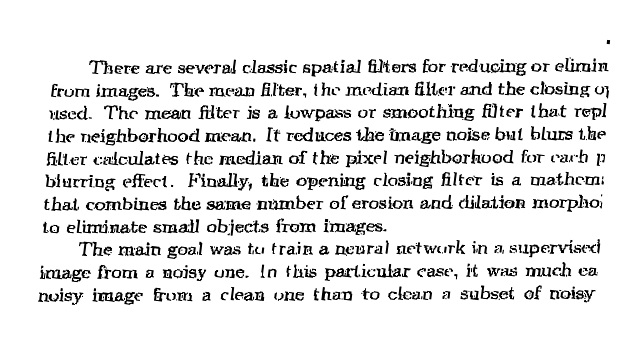 There are several classic spatial filters for reducing or elimin
from images. The mean filter, the median filter and the closing o
used. The mean filter is a lowpass or smoothing filter that repl
the neighborhood mean. It reduces the image noise but blurs the
filter calculates the median of the pixel neighborhood for each p
blurring effect. Finally, the opening closing filter is a mathem
that combines the same number of erosion and dilation morpho
to eliminate small objects from images.
The main goal was to train a neural network in a supervised
image from a noisy one. In this particular case, it was much ea
noisy image from a clean one than to clean a subset of noisy